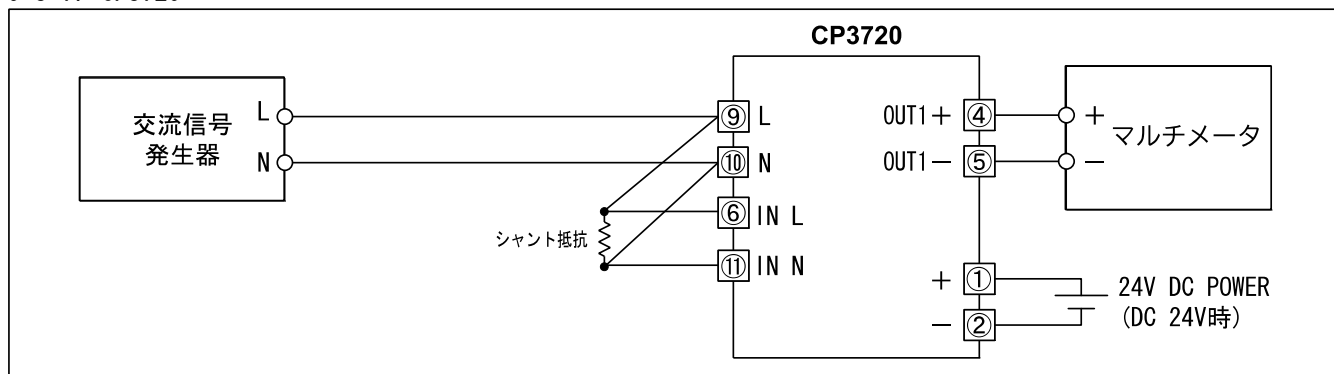 CP3720
交流信号
発生器
L
N
シャント抵抗
⑨ L
⑩ N
⑥ IN L
⑪ IN N
OUT1+ ④
OUT1- ⑤
+ ①
- ②
+
-
マルチメータ
24V DC POWER
(DC 24V時)